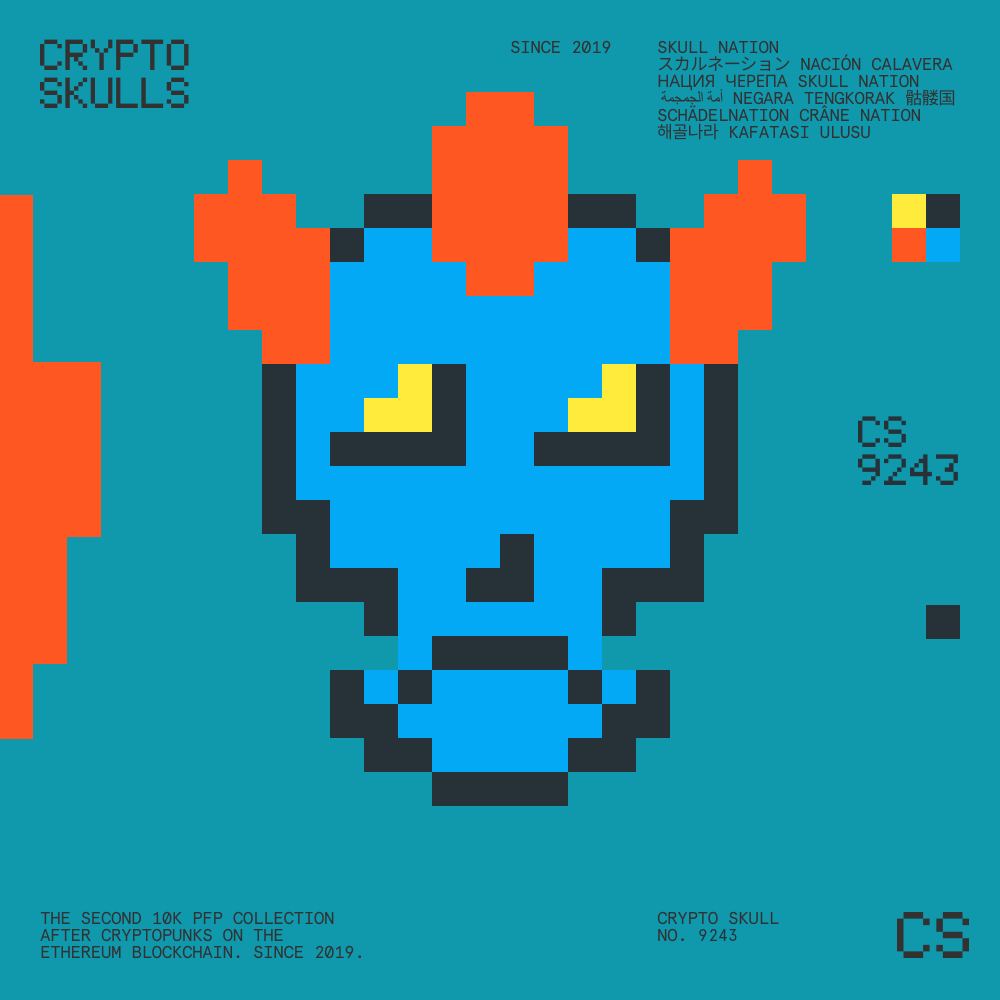 CRYPTO
SKULLS
SINCE 2019
SKULL NATION
スカルネーション NACIÓN CALAVERA
НАЦИЯ ЧЕРЕПА SKULL NATION
أمة الجمجمة NEGARA TENGKORAK 骷髅国
SCHÄDELNATION CRÂNE NATION
해골나라 KAFATASI ULUSU
CS
9243
THE SECOND 10K PFP COLLECTION
AFTER CRYPTOPUNKS ON THE
ETHEREUM BLOCKCHAIN. SINCE 2019.
CRYPTO SKULL
NO. 9243
CS